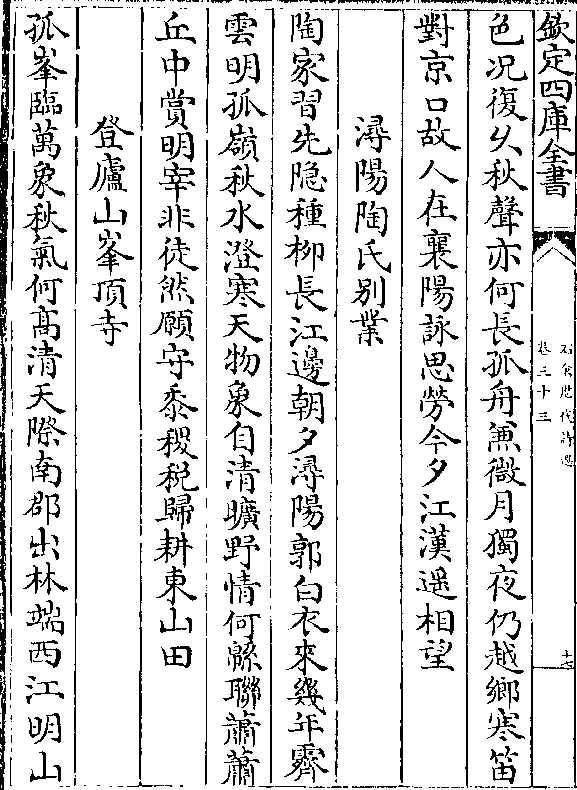 欽定四庫全書
石倉歷代詩選
卷三十三
十七
色况復久秋聲亦何長孤舟兼微月獨夜仍越鄉寒笛
對京口故人在襄陽詠思勞今夕江漢遥相望
潯陽陶氏别業
陶家習先隐種柳長江邊朝夕潯陽郭白衣來幾年霽
雲明孤嶺秋水澄寒天物象自清曠野情何緜聯蕭蕭
丘中賞明宰非徒然願守黍稷税歸耕東山田
登廬山峯頂寺
孤峯臨萬象秋氣何髙清天際南郡出林端西江明山